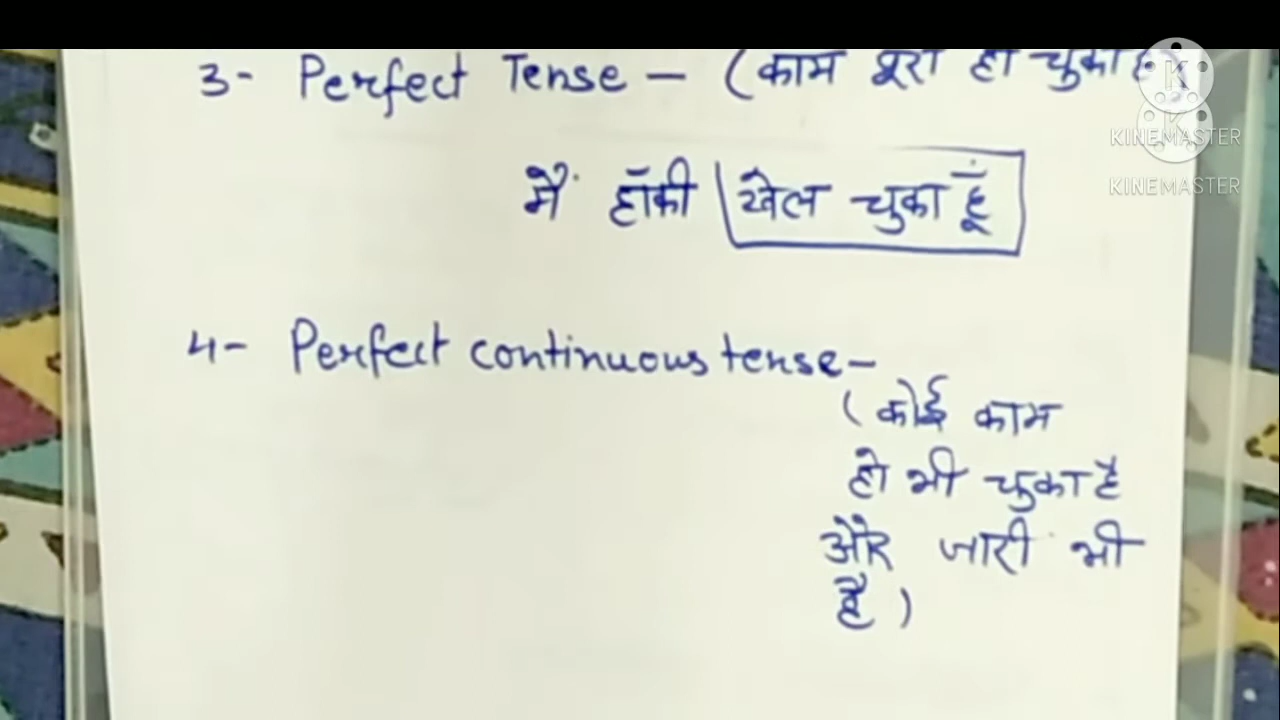 3- Perfect Tense – (काम पूरा हो चुका है
मैं हॉकी खेल चुका हूँ
4- Perfect continuous tense –
(कोई काम
हो भी चुका है
और जारी भी
है)
KINEMASTER
KINEMASTER